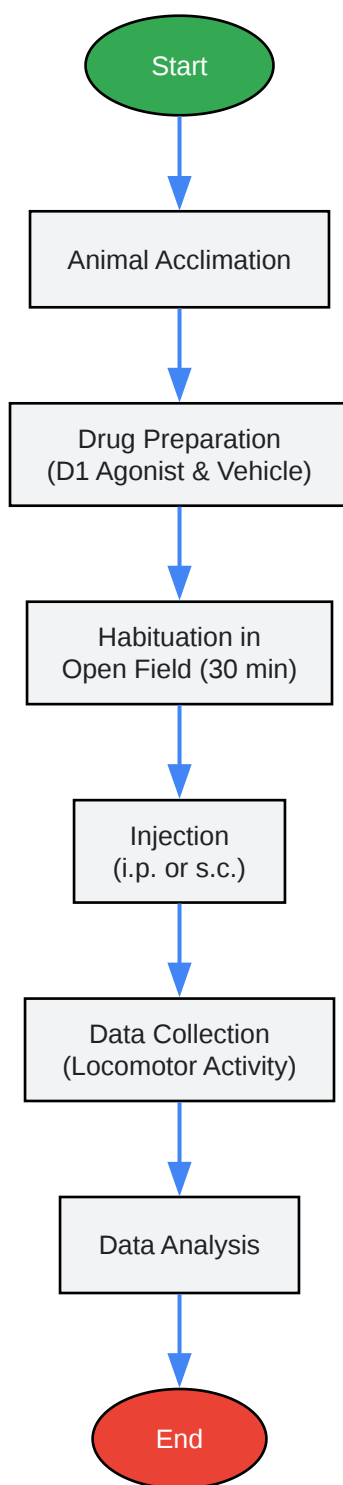 Start
Animal Acclimation
Drug Preparation
(D1 Agonist & Vehicle)
Habituation in
Open Field (30 min)
Injection
(i.p. or s.c.)
Data Collection
(Locomotor Activity)
Data Analysis
End